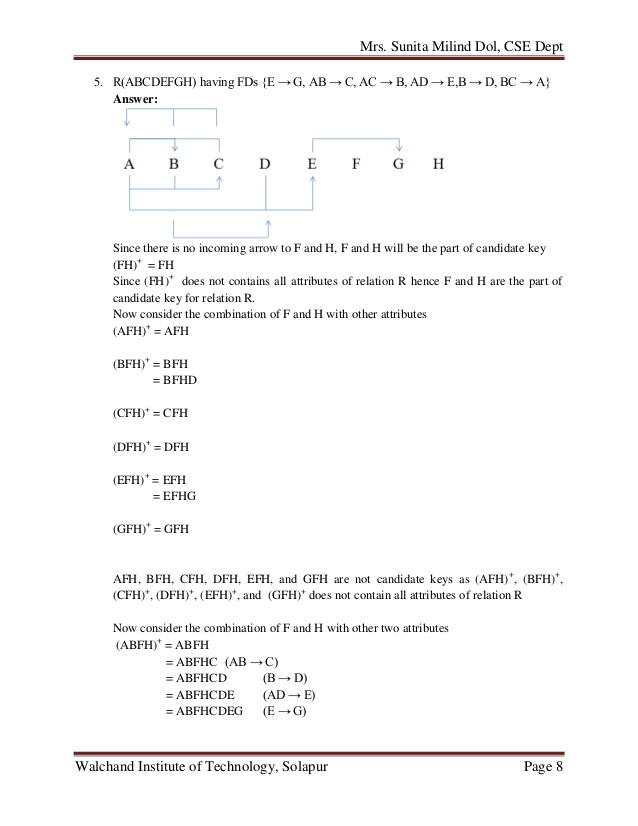 Mrs. Sunita Milind Dol, CSE Dept
5. R(ABCDEFGH) having FDs {E → G, AB → C, AC → B, AD → E,B → D, BC → A}
Answer:
A B C D E F G H
Since there is no incoming arrow to F and H, F and H will be the part of candidate key
(FH)⁺ = FH
Since (FH)⁺ does not contains all attributes of relation R hence F and H are the part of
candidate key for relation R.
Now consider the combination of F and H with other attributes
(AFH)⁺ = AFH
(BFH)⁺ = BFH
= BFHD
(CFH)⁺ = CFH
(DFH)⁺ = DFH
(EFH)⁺ = EFH
= EFHG
(GFH)⁺ = GFH
AFH, BFH, CFH, DFH, EFH, and GFH are not candidate keys as (AFH)⁺, (BFH)⁺,
(CFH)⁺, (DFH)⁺, (EFH)⁺, and (GFH)⁺ does not contain all attributes of relation R
Now consider the combination of F and H with other two attributes
(ABFH)⁺ = ABFH
= ABFHC (AB → C)
= ABFHCD (B → D)
= ABFHCDE (AD → E)
= ABFHCDEG (E → G)
Walchand Institute of Technology, Solapur Page 8